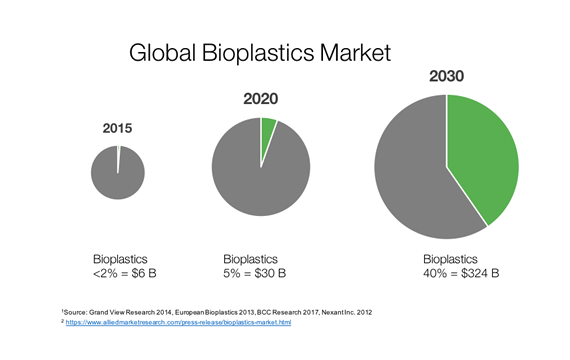 Global Bioplastics Market
2015
2020
2030
Bioplastics
<2% = $6 B
Bioplastics
5% = $30 B
Bioplastics
40% = $324 B
¹Source: Grand View Research 2014, European Bioplastics 2013, BCC Research 2017, Nexant Inc. 2012
² https://www.alliedmarketresearch.com/press-release/bioplastics-market.html